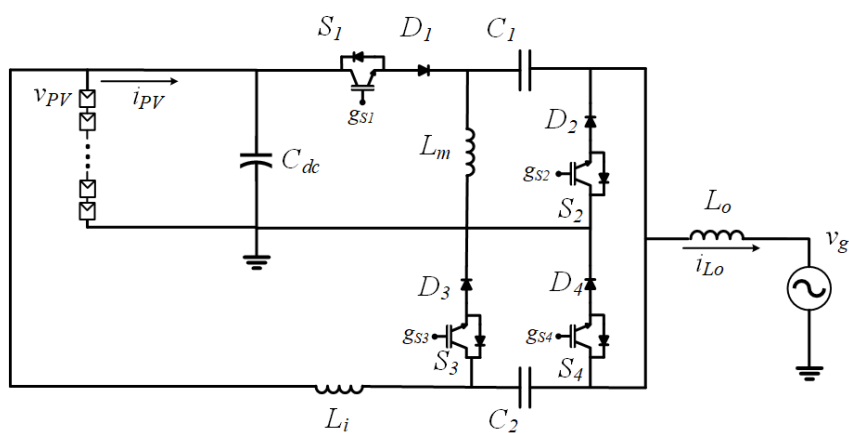 S1 D1 C1
vPV iPV gS1 D2
Cdc Lm gS2
S2 Lo vg
iLo
D3 D4
gS3 gS4
S3 S4
Li C2